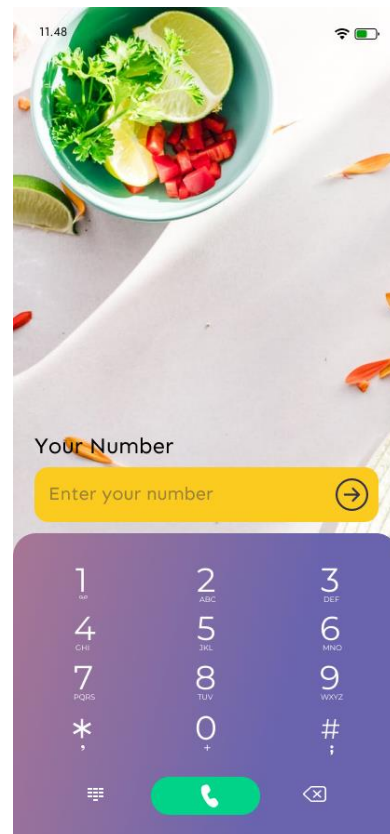 11.48
Your Number
Enter your number
1 2 3
ABC DEF
4 5 6
GHI JKL MNO
7 8 9
PQRS TUV WXYZ
* 0 #
, + ;